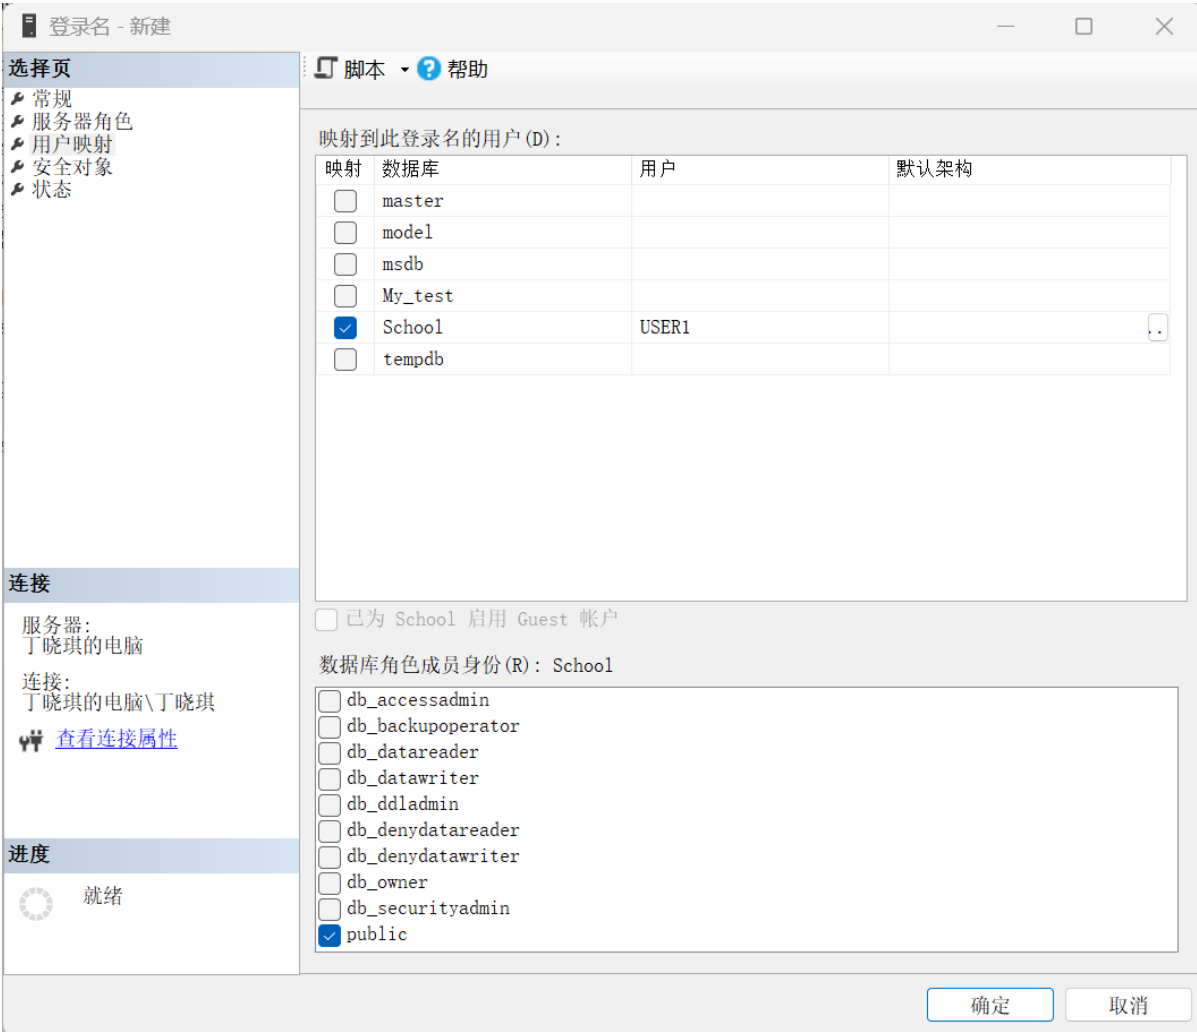 登录名 - 新建
选择页
常规
服务器角色
用户映射
安全对象
状态
脚本 帮助
映射到此登录名的用户(D):
映射 数据库 用户 默认架构
master
model
msdb
My_test
School USER1 ..
tempdb
已为 School 启用 Guest 帐户
数据库角色成员身份(R): School
db_accessadmin
db_backupoperator
db_datareader
db_datawriter
db_ddladmin
db_denydatareader
db_denydatawriter
db_owner
db_securityadmin
public
连接
服务器:
丁晓琪的电脑
连接:
丁晓琪的电脑\丁晓琪
查看连接属性
进度
就绪
确定 取消